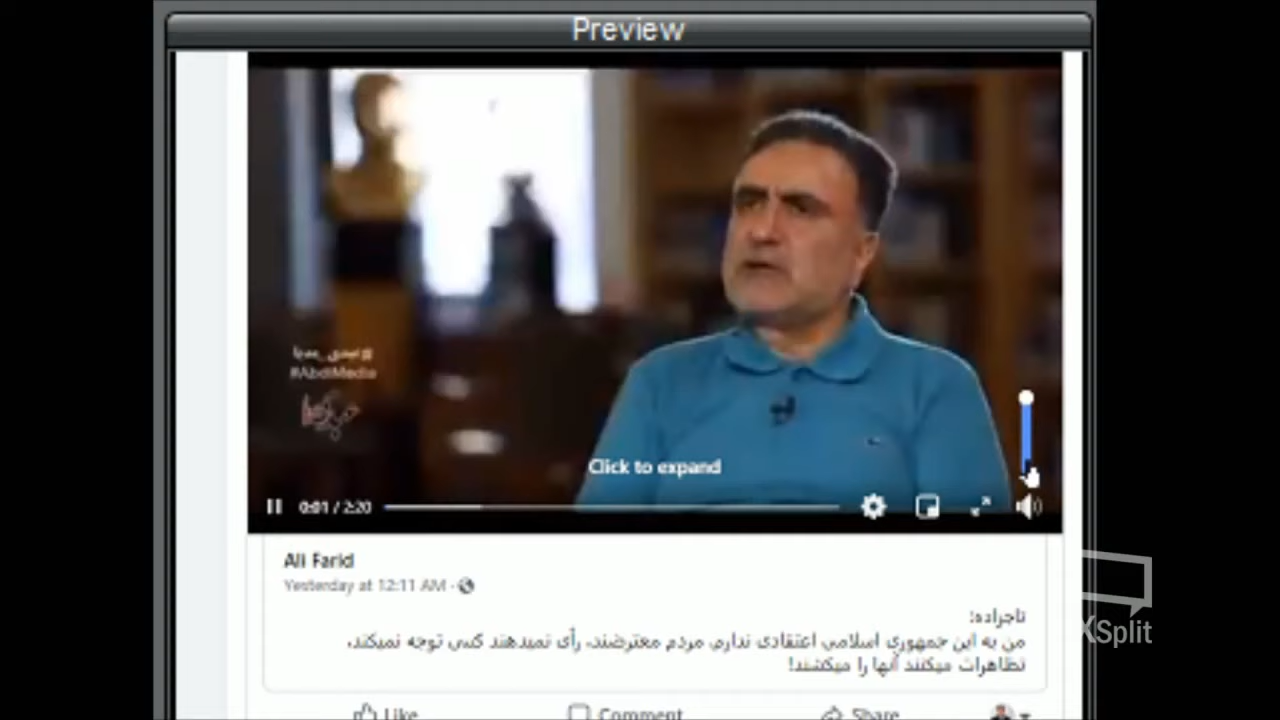 Preview
#عبدی_مدیا
#AbdiMedia
Click to expand
0:01 / 2:20
Ali Farid
Yesterday at 12:11 AM ·
تاجزاده:
من به این جمهوری اسلامی اعتقادی ندارم. مردم معترضند، رأی نمیدهند کسی توجه نمیکند،
تظاهرات میکنند آنها را میکشند!
XSplit
Like
Comment
Share